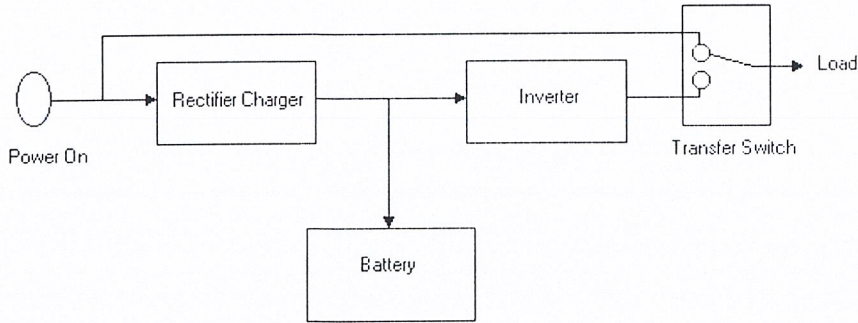 Load
Rectifier Charger
Inverter
Power On
Transfer Switch
Battery